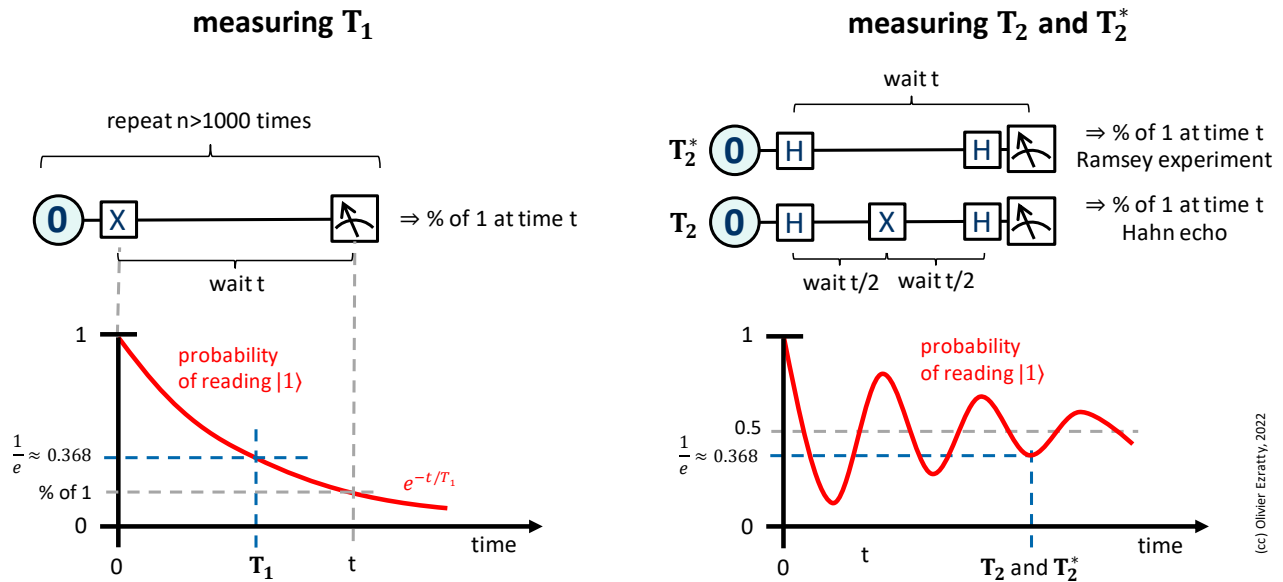 measuring T₁
repeat n>1000 times
0 X ⇒ % of 1 at time t
wait t
1
probability
of reading |1⟩
1/e ≈ 0.368
% of 1
e^{-t/T₁}
0
0 T₁ t
time
measuring T₂ and T₂*
wait t
T₂* 0 H H ⇒ % of 1 at time t
Ramsey experiment
T₂ 0 H X H ⇒ % of 1 at time t
Hahn echo
wait t/2 wait t/2
1
probability
of reading |1⟩
0.5
1/e ≈ 0.368
0
0 t T₂ and T₂*
time
(cc) Olivier Ezratty, 2022